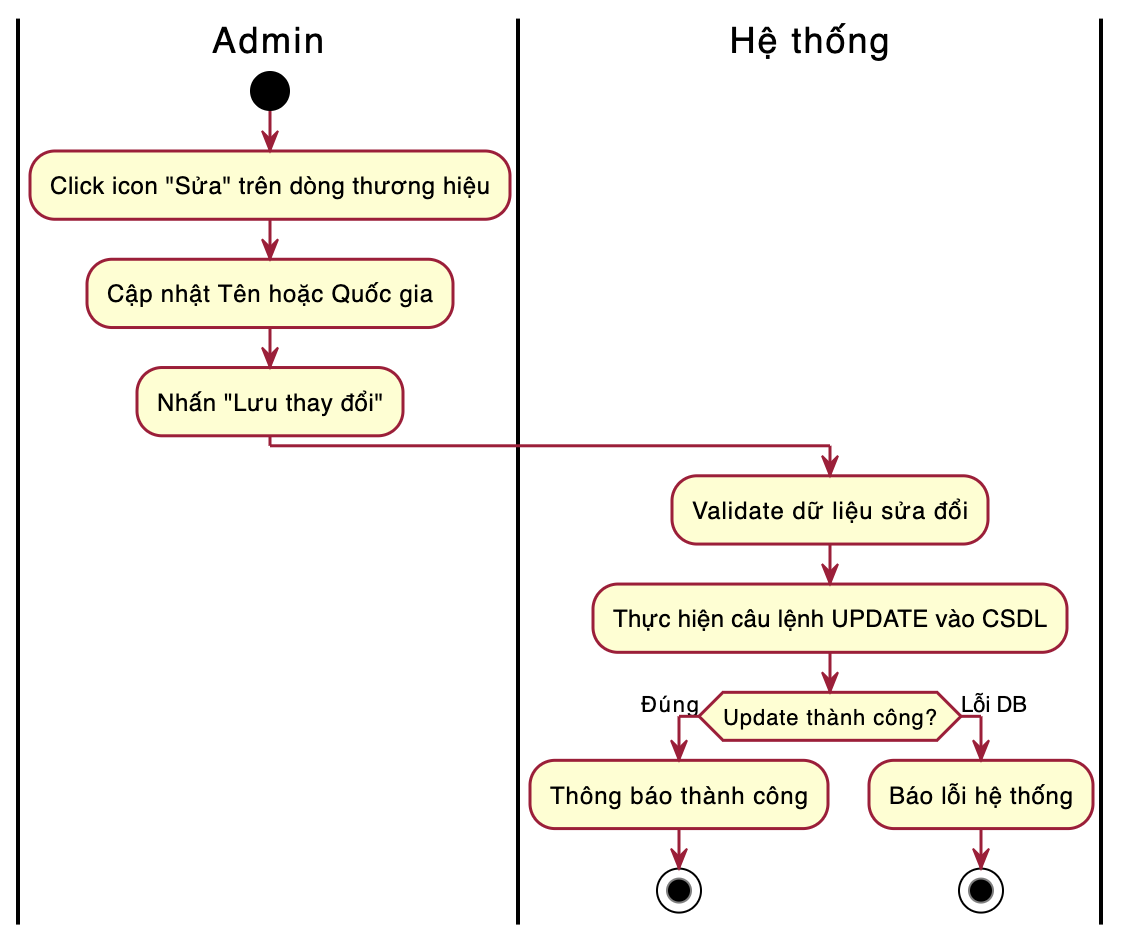 Admin
Hệ thống
Click icon "Sửa" trên dòng thương hiệu
Cập nhật Tên hoặc Quốc gia
Nhấn "Lưu thay đổi"
Validate dữ liệu sửa đổi
Thực hiện câu lệnh UPDATE vào CSDL
Đúng
Update thành công?
Lỗi DB
Thông báo thành công
Báo lỗi hệ thống